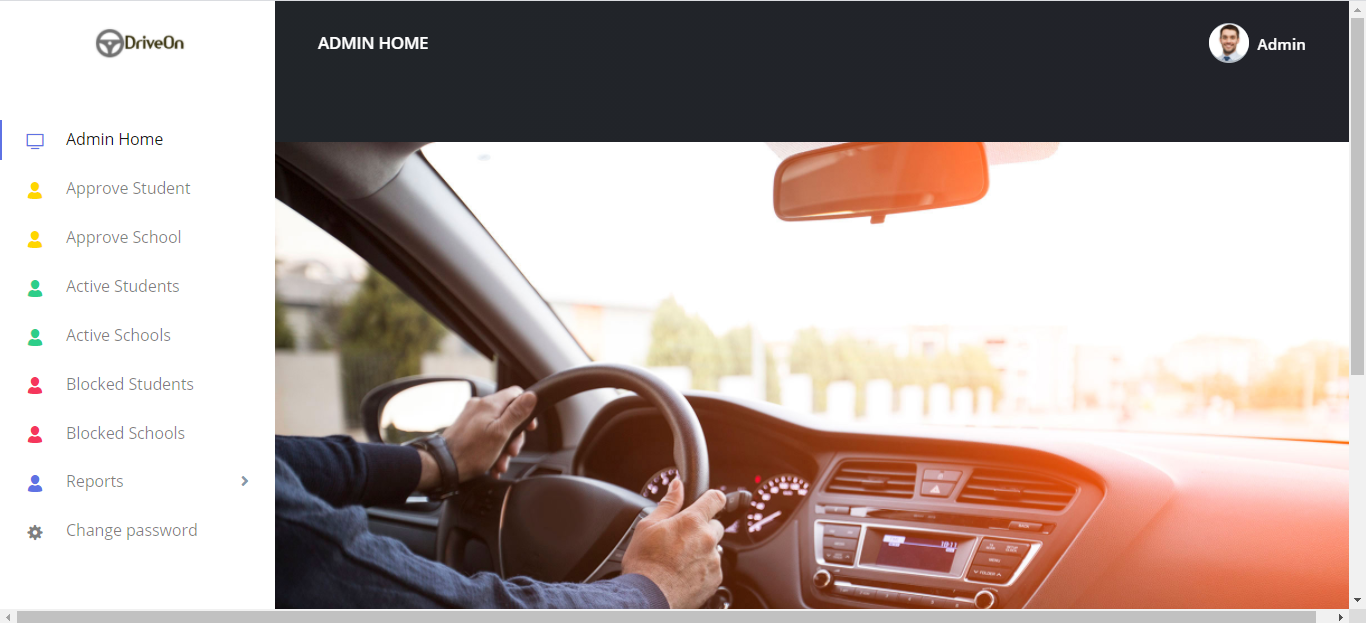 DriveOn
ADMIN HOME
Admin
Admin Home
Approve Student
Approve School
Active Students
Active Schools
Blocked Students
Blocked Schools
Reports
Change password